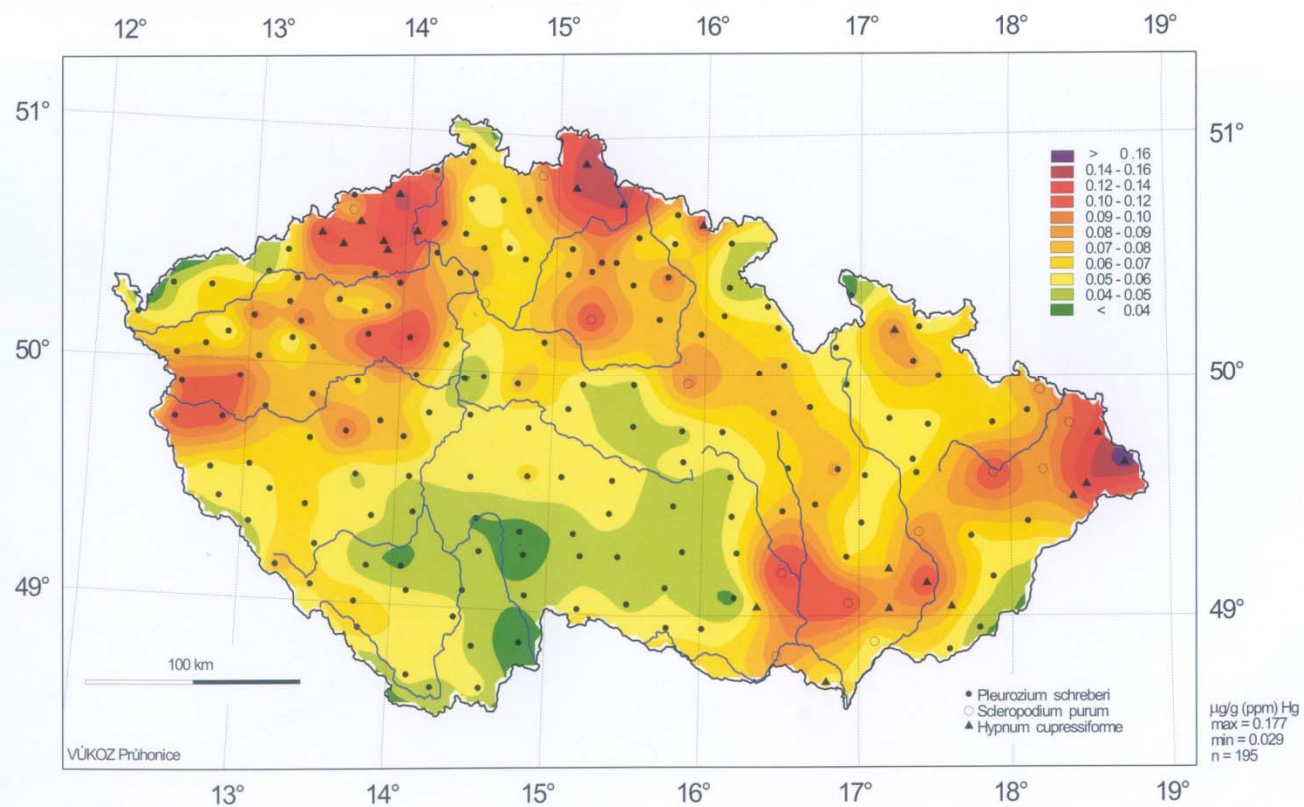 12° 13° 14° 15° 16° 17° 18° 19°
51° 51°
> 0.16
0.14 - 0.16
0.12 - 0.14
0.10 - 0.12
0.09 - 0.10
0.08 - 0.09
0.07 - 0.08
0.06 - 0.07
0.05 - 0.06
0.04 - 0.05
< 0.04
50° 50°
49° 49°
100 km
Pleurozium schreberi
Scleropodium purum
Hypnum cupressiforme
µg/g (ppm) Hg
max = 0.177
min = 0.029
n = 195
VÚKOZ Průhonice
13° 14° 15° 16° 17° 18° 19°